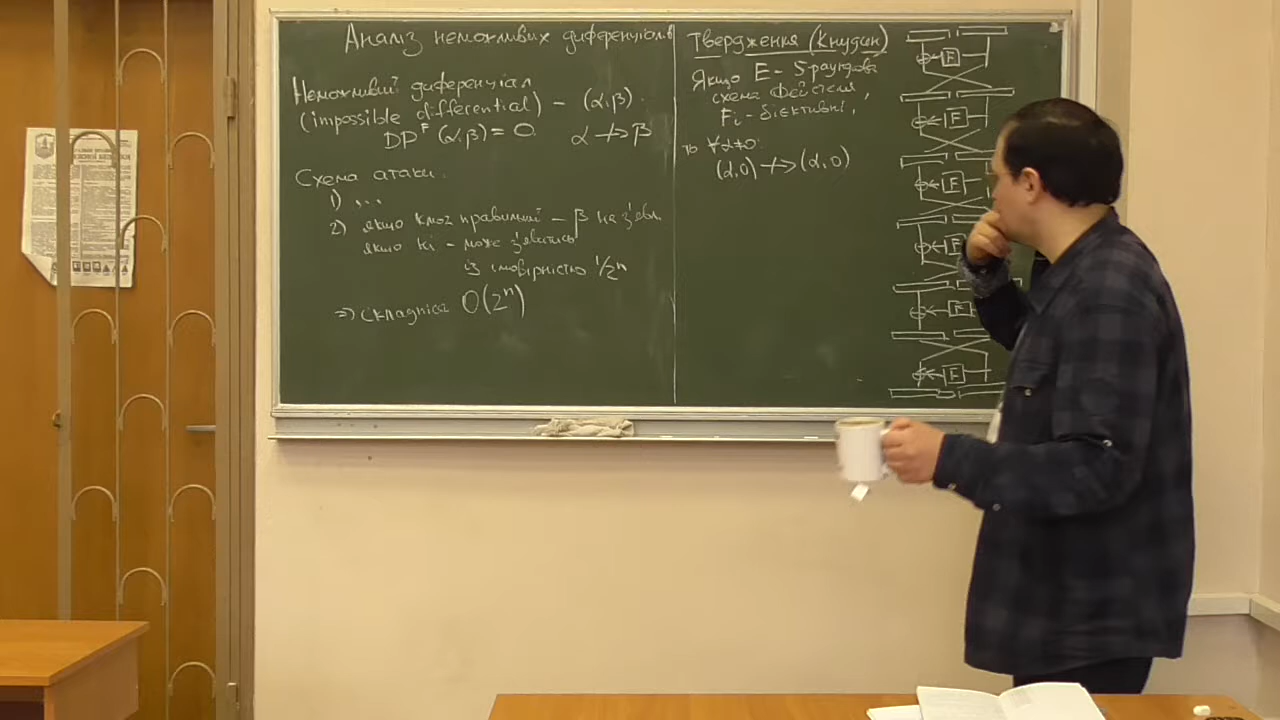 Аналіз неможливих диференціалів
Неможливий диференціал
(impossible differential) – (α,β).
DP^F (α,β) = 0. α ↛ β
Схема атаки.
1) ...
2) якщо ключ правильний – β не з'явл.
якщо ні – може з'явитись
із імовірністю 1/2ⁿ
⇒ складність O(2ⁿ)
Твердження (Кнудсен)
Якщо E – 5-раундова
схема Фейстеля,
Fi – бієктивні,
то ∀α≠0:
(α,0) ↛ (α,0)
F
F
F
F
F
F